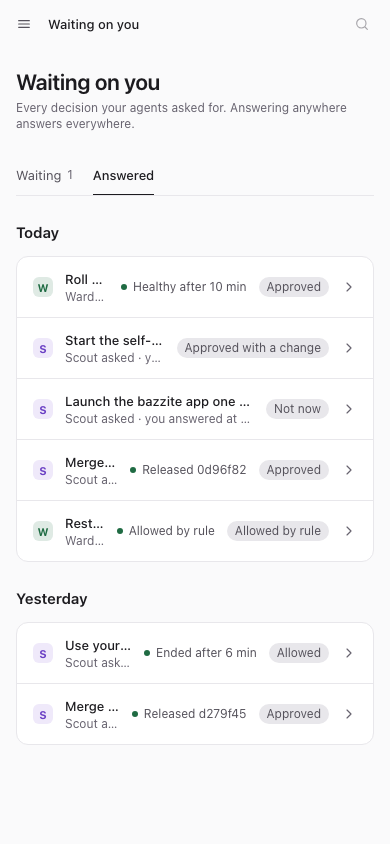 Waiting on you
Waiting on you
Every decision your agents asked for. Answering anywhere
answers everywhere.
Waiting 1 Answered
Today
W Roll ... Healthy after 10 min Approved
Ward...
S Start the self-... Approved with a change
Scout asked · y...
S Launch the bazzite app one ... Not now
Scout asked · you answered at ...
S Merge... Released 0d96f82 Approved
Scout a...
W Rest... Allowed by rule Allowed by rule
Ward...
Yesterday
S Use your... Ended after 6 min Allowed
Scout ask...
S Merge ... Released d279f45 Approved
Scout a...